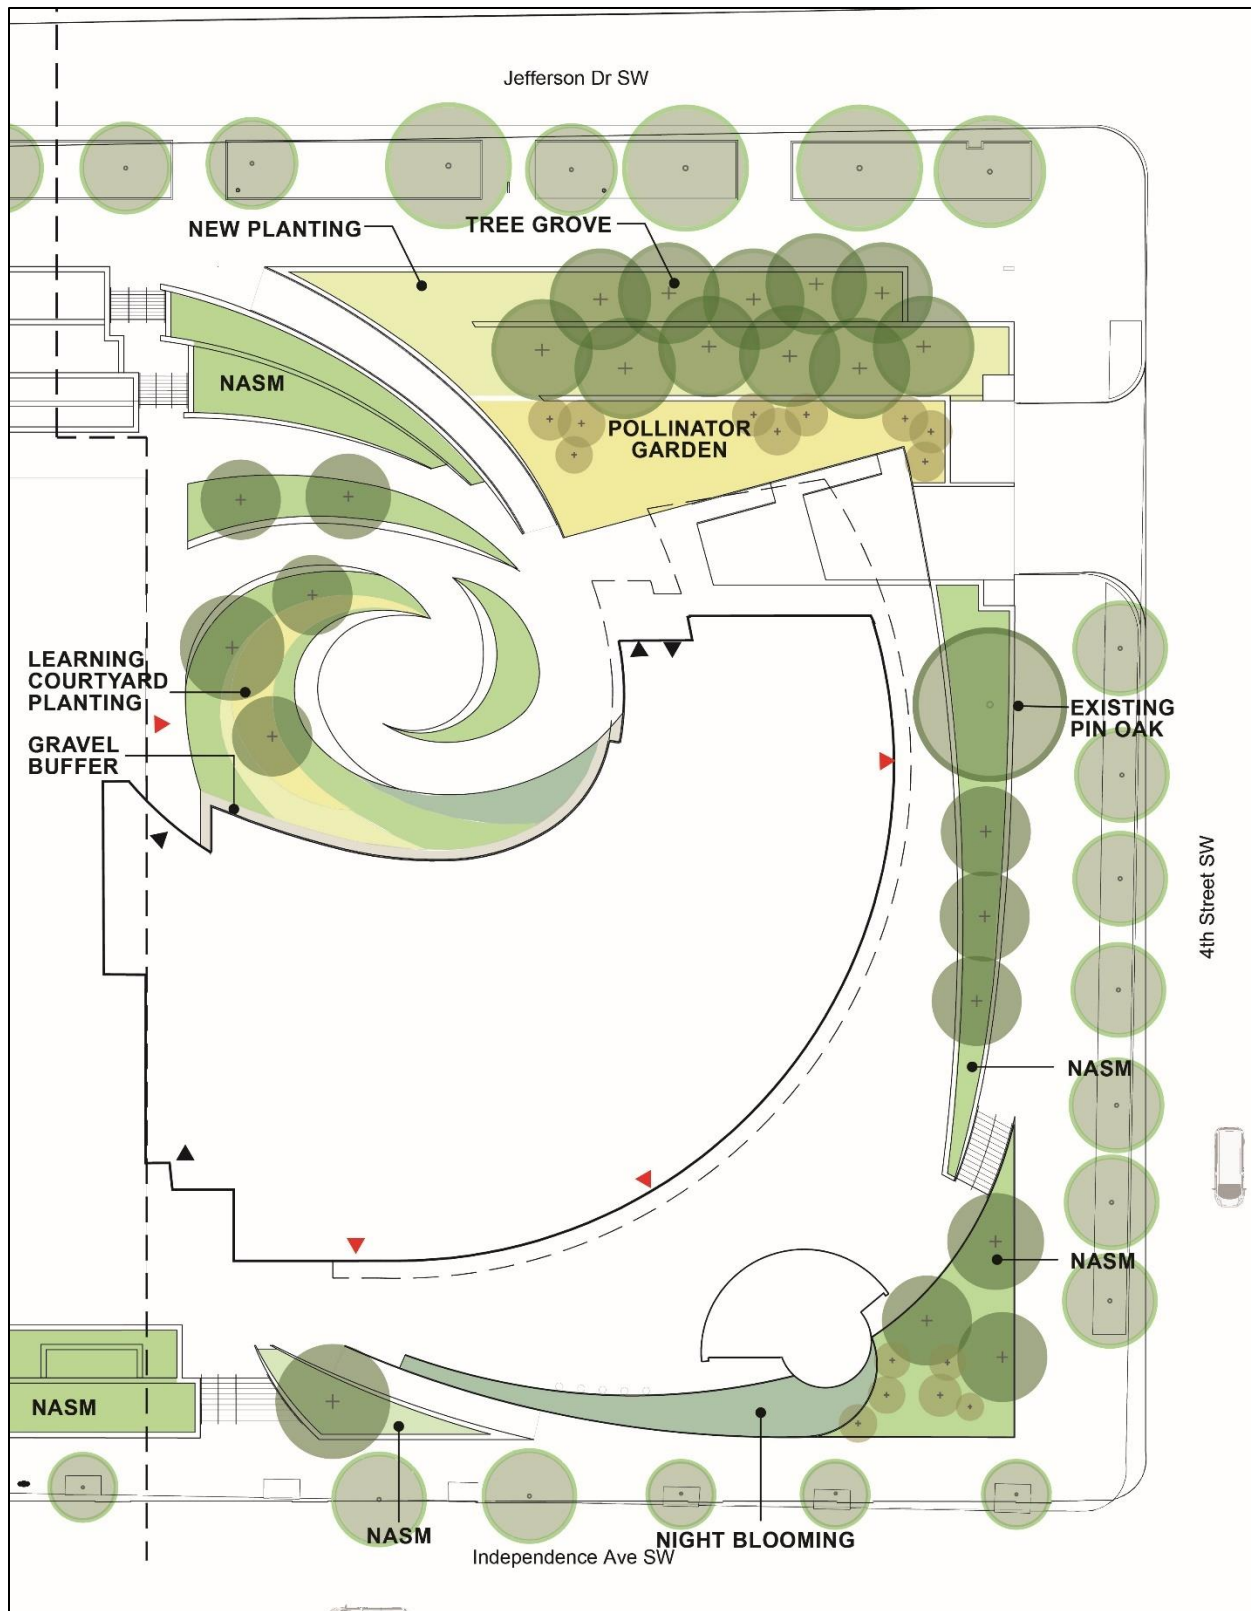 Jefferson Dr SW
NEW PLANTING
TREE GROVE
NASM
POLLINATOR
GARDEN
LEARNING
COURTYARD
PLANTING
GRAVEL
BUFFER
EXISTING
PIN OAK
4th Street SW
NASM
NASM
NASM
NASM
NIGHT BLOOMING
Independence Ave SW